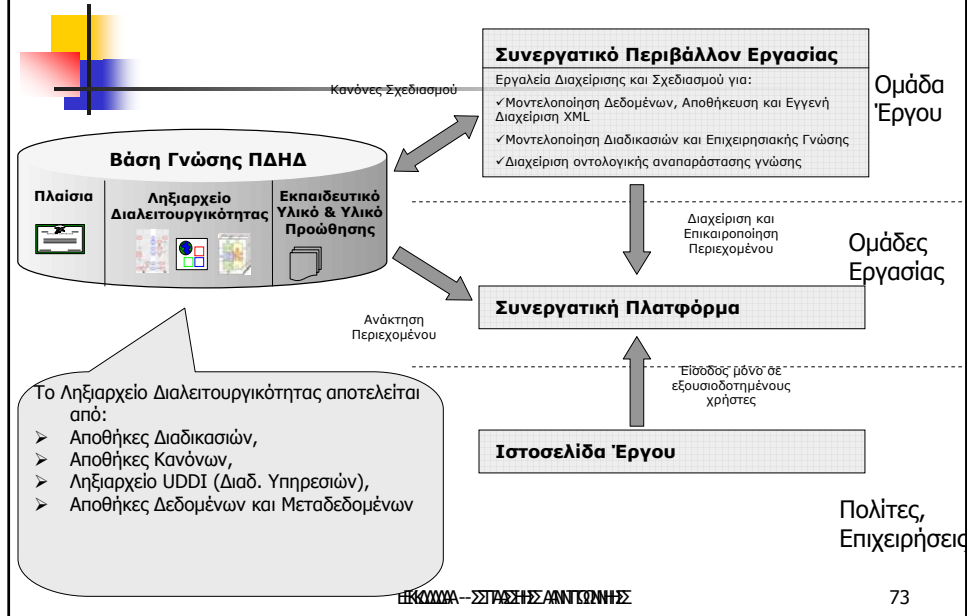 Κανόνες Σχεδιασμού
Συνεργατικό Περιβάλλον Εργασίας
Εργαλεία Διαχείρισης και Σχεδιασμού για:
✓Μοντελοποίηση Δεδομένων, Αποθήκευση και Εγγενή
Διαχείριση XML
✓Μοντελοποίηση Διαδικασιών και Επιχειρησιακής Γνώσης
✓Διαχείριση οντολογικής αναπαράστασης γνώσης
Ομάδα
Έργου
Βάση Γνώσης ΠΔΗΔ
Πλαίσια
Ληξιαρχείο
Διαλειτουργικότητας
Εκπαιδευτικό
Υλικό & Υλικό
Προώθησης
Διαχείριση και
Επικαιροποίηση
Περιεχομένου
Ομάδες
Εργασίας
Συνεργατική Πλατφόρμα
Ανάκτηση
Περιεχομένου
Είσοδος μόνο σε
εξουσιοδοτημένους
χρήστες
Το Ληξιαρχείο Διαλειτουργικότητας αποτελείται
από:
➢ Αποθήκες Διαδικασιών,
➢ Αποθήκες Κανόνων,
➢ Ληξιαρχείο UDDI (Διαδ. Υπηρεσιών),
➢ Αποθήκες Δεδομένων και Μεταδεδομένων
Ιστοσελίδα Έργου
Πολίτες,
Επιχειρήσεις
ΕΚΔΔΑ -- ΣΤΑΣΗΣ ΑΝΤΩΝΗΣ
73